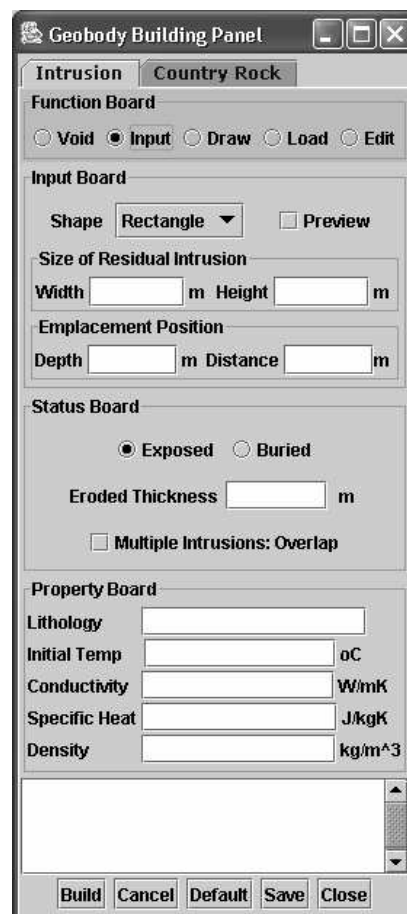 Geobody Building Panel
Intrusion Country Rock
Function Board
Void Input Draw Load Edit
Input Board
Shape Rectangle Preview
Size of Residual Intrusion
Width m Height m
Emplacement Position
Depth m Distance m
Status Board
Exposed Buried
Eroded Thickness m
Multiple Intrusions: Overlap
Property Board
Lithology
Initial Temp oC
Conductivity W/mK
Specific Heat J/kgK
Density kg/m^3
Build Cancel Default Save Close